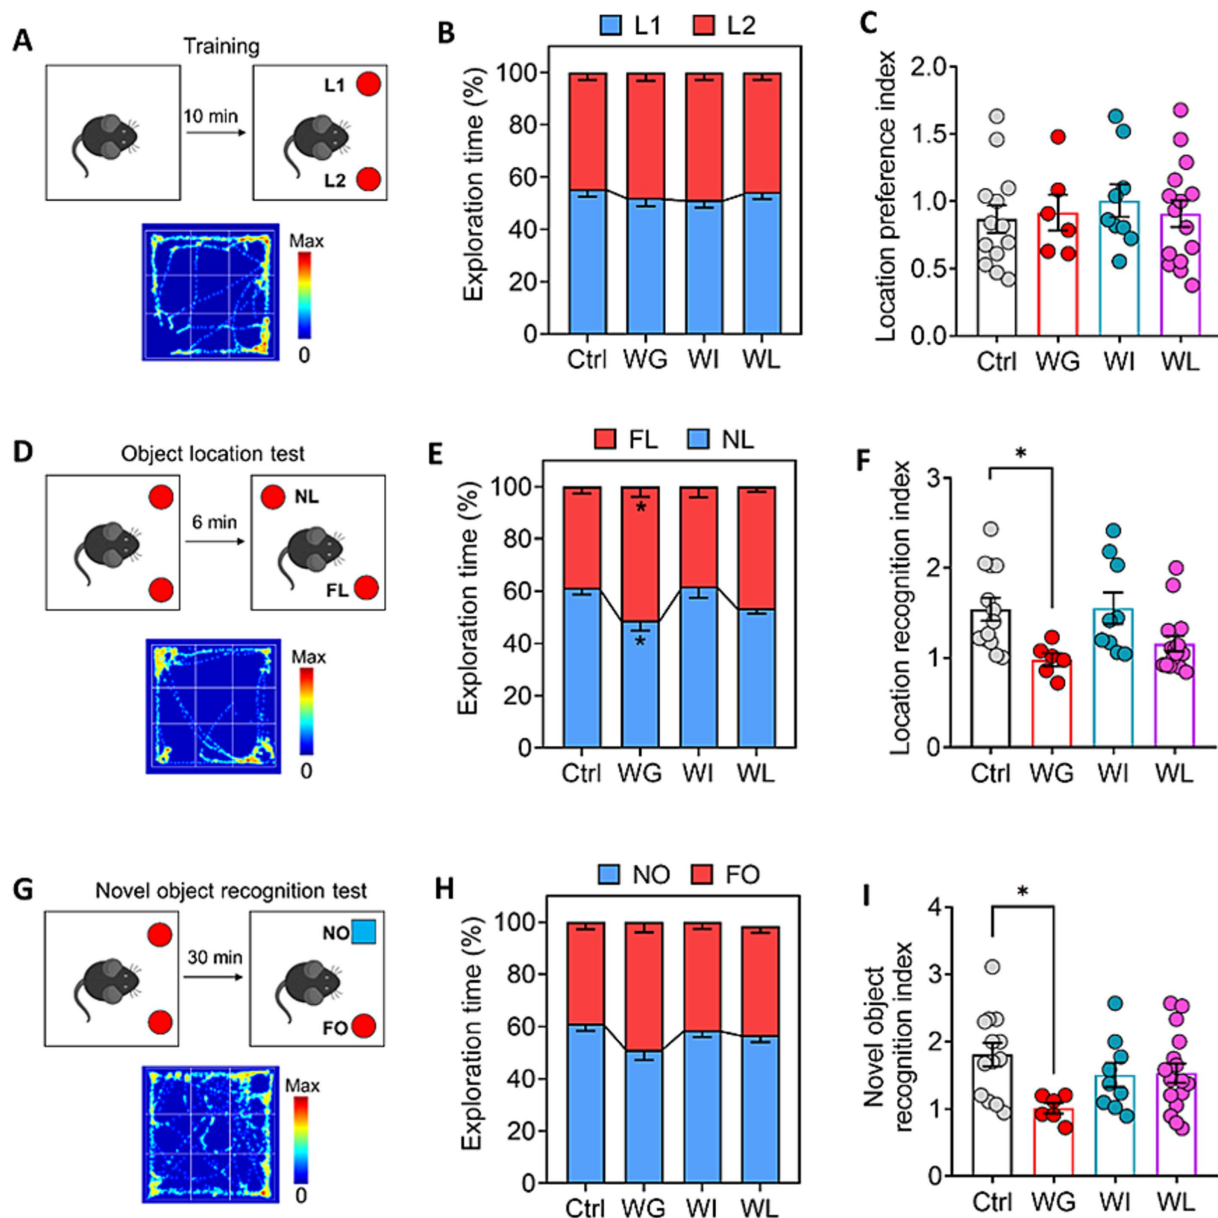 A
Training
10 min
L1
L2
Max
0
B
L1 L2
Exploration time (%)
100
80
60
40
20
0
Ctrl WG WI WL
C
Location preference index
2.0
1.5
1.0
0.5
0.0
Ctrl WG WI WL
D
Object location test
6 min
NL
FL
Max
0
E
FL NL
Exploration time (%)
100
80
60
40
20
0
*
*
Ctrl WG WI WL
F
Location recognition index
3
2
1
0
*
Ctrl WG WI WL
G
Novel object recognition test
30 min
NO
FO
Max
0
H
NO FO
Exploration time (%)
100
80
60
40
20
0
Ctrl WG WI WL
I
Novel object
recognition index
4
3
2
1
0
*
Ctrl WG WI WL